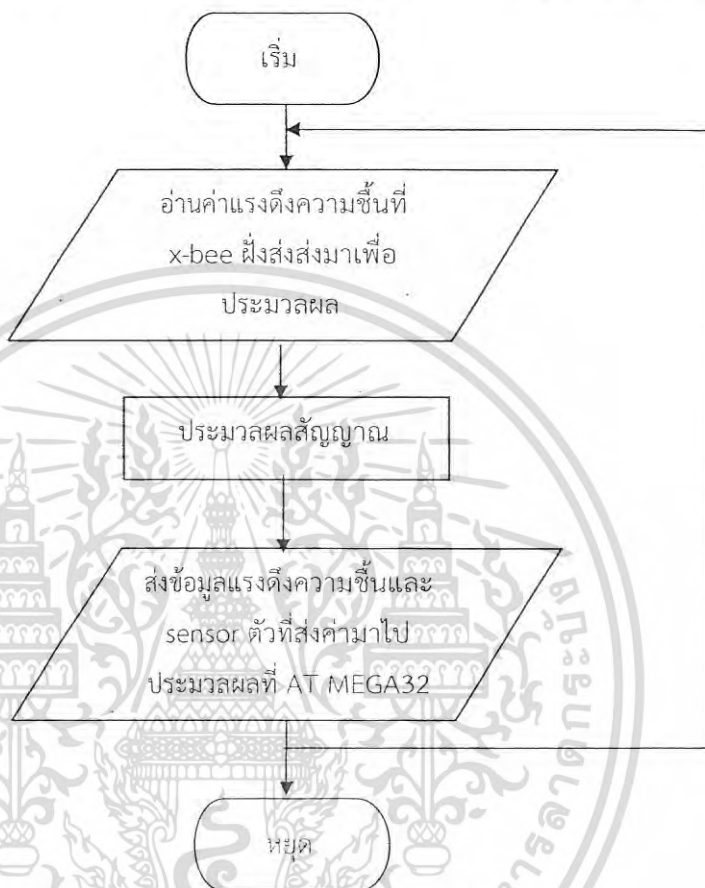 เริ่ม
อ่านค่าแรงดึงความชื้นที่
x-bee ฝั่งส่งส่งมาเพื่อ
ประมวลผล
ประมวลผลสัญญาณ
ส่งข้อมูลแรงดึงความชื้นและ
sensor ตัวที่ส่งค่ามาไป
ประมวลผลที่ AT MEGA32
หยุด